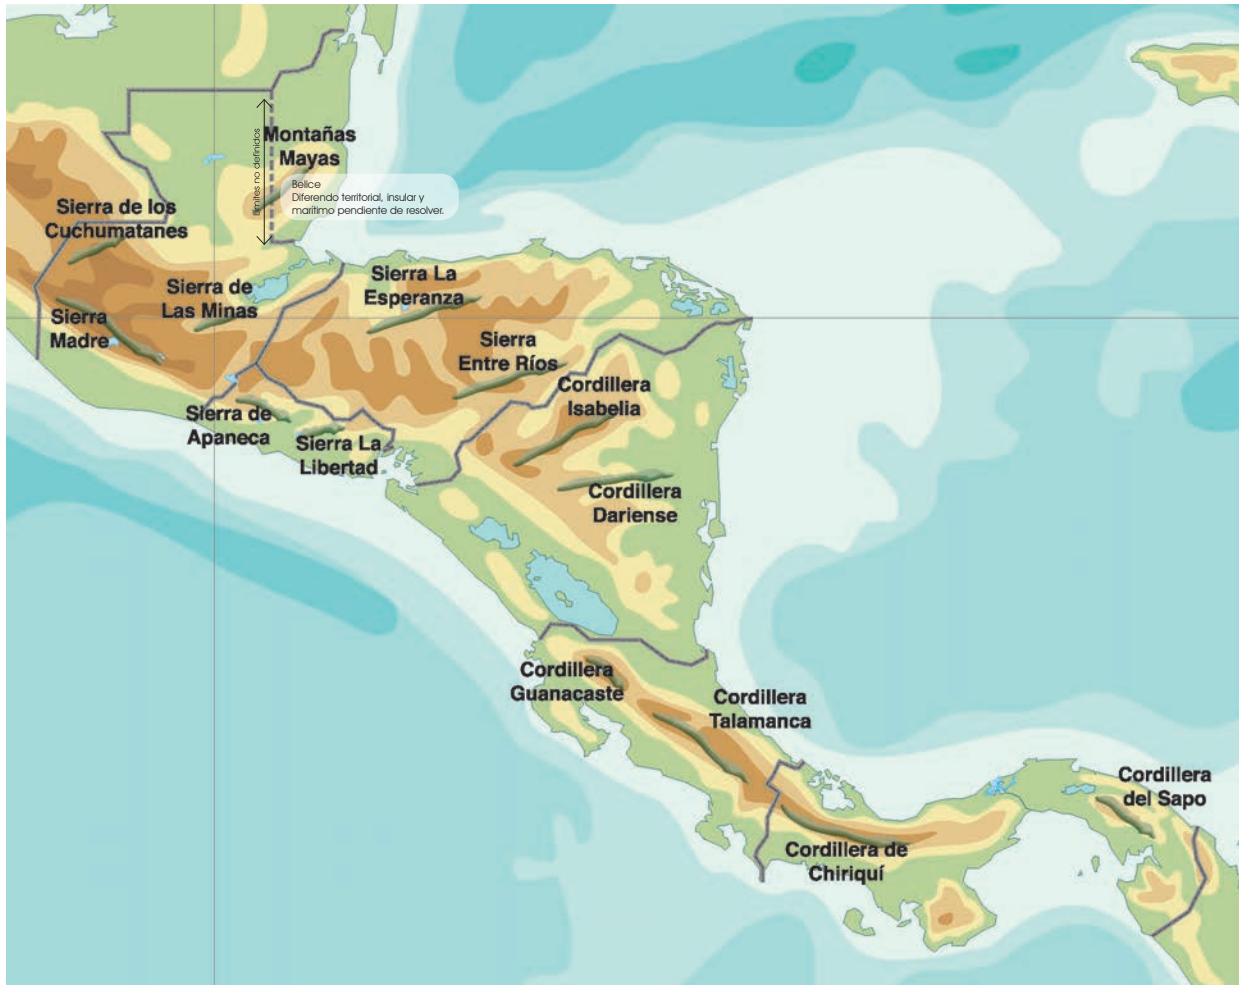 Límites no definidos
Montañas
Mayas
Belice
Diferendo territorial, insular y
marítimo pendiente de resolver.
Sierra de los
Cuchumatanes
Sierra de
Las Minas
Sierra La
Esperanza
Sierra
Madre
Sierra
Entre Ríos
Cordillera
Isabelia
Sierra de
Apaneca
Sierra La
Libertad
Cordillera
Dariense
Cordillera
Guanacaste
Cordillera
Talamanca
Cordillera
del Sapo
Cordillera de
Chiriquí